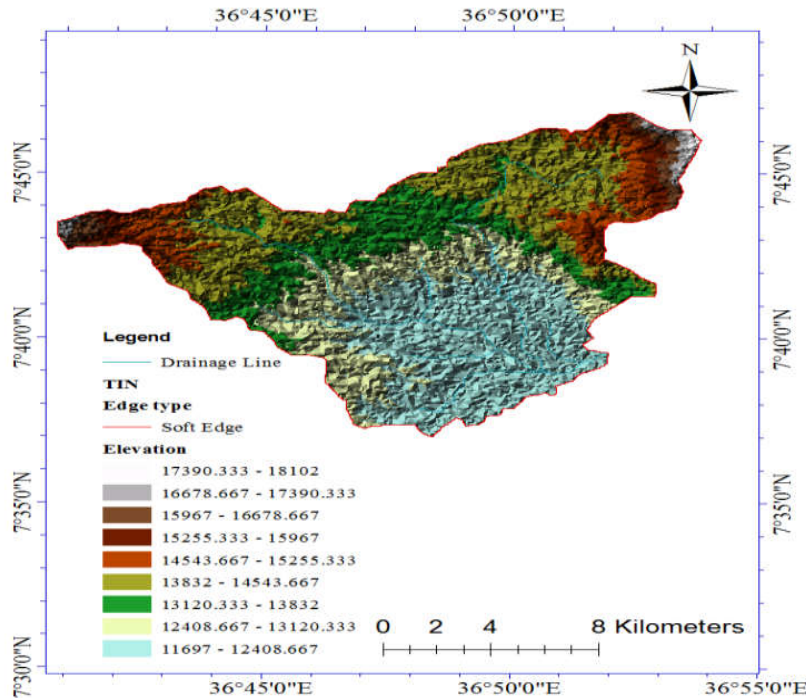 36°45'0"E 36°50'0"E
N
7°45'0"N 7°45'0"N
7°40'0"N 7°40'0"N
Legend
Drainage Line
TIN
Edge type
Soft Edge
Elevation
17390.333 - 18102
16678.667 - 17390.333
15967 - 16678.667
15255.333 - 15967
14543.667 - 15255.333
13832 - 14543.667
13120.333 - 13832
12408.667 - 13120.333
11697 - 12408.667
7°35'0"N 7°35'0"N
0 2 4 8 Kilometers
7°30'0"N 7°30'0"N
36°45'0"E 36°50'0"E 36°55'0"E